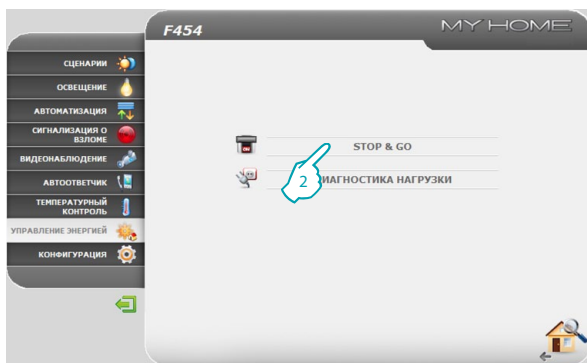 F454
MY HOME
СЦЕНАРИИ
ОСВЕЩЕНИЕ
АВТОМАТИЗАЦИЯ
СИГНАЛИЗАЦИЯ О
ВЗЛОМЕ
ВИДЕОНАБЛЮДЕНИЕ
АВТООТВЕТЧИК
ТЕМПЕРАТУРНЫЙ
КОНТРОЛЬ
УПРАВЛЕНИЕ ЭНЕРГИЕЙ
КОНФИГУРАЦИЯ
ON
STOP & GO
2
ИАГНОСТИКА НАГРУЗКИ